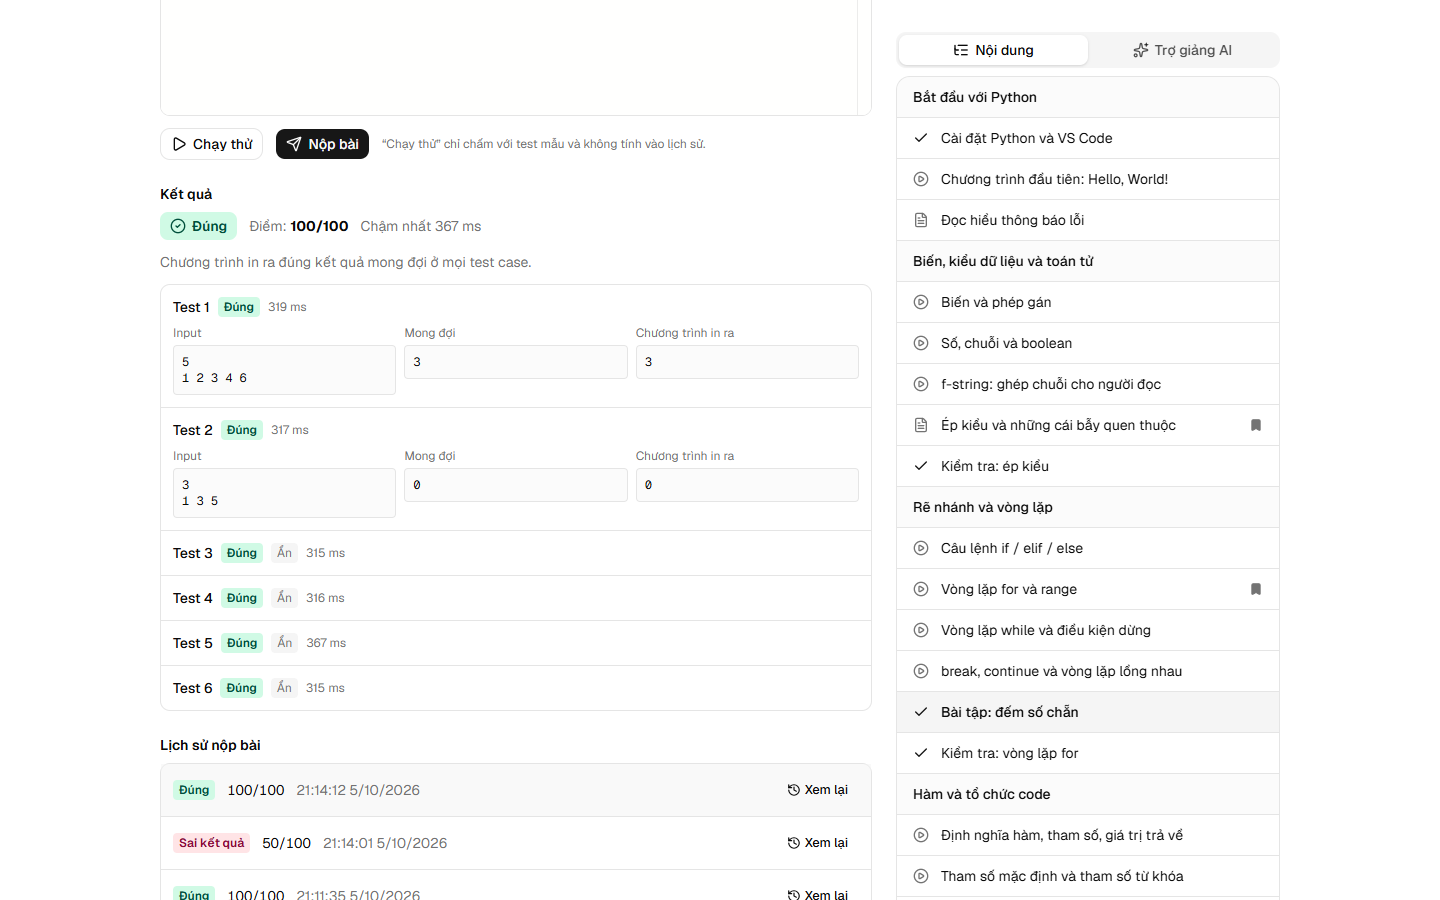 Chạy thử
Nộp bài
“Chạy thử” chỉ chấm với test mẫu và không tính vào lịch sử.
Kết quả
Đúng
Điểm: 100/100
Chậm nhất 367 ms
Chương trình in ra đúng kết quả mong đợi ở mọi test case.
Test 1 Đúng 319 ms
Input
5
1 2 3 4 6
Mong đợi
3
Chương trình in ra
3
Test 2 Đúng 317 ms
Input
3
1 3 5
Mong đợi
0
Chương trình in ra
0
Test 3 Đúng Ẩn 315 ms
Test 4 Đúng Ẩn 316 ms
Test 5 Đúng Ẩn 367 ms
Test 6 Đúng Ẩn 315 ms
Lịch sử nộp bài
Đúng 100/100 21:14:12 5/10/2026 Xem lại
Sai kết quả 50/100 21:14:01 5/10/2026 Xem lại
Đúng 100/100 21:11:35 5/10/2026 Xem lại
Nội dung
Trợ giảng AI
Bắt đầu với Python
Cài đặt Python và VS Code
Chương trình đầu tiên: Hello, World!
Đọc hiểu thông báo lỗi
Biến, kiểu dữ liệu và toán tử
Biến và phép gán
Số, chuỗi và boolean
f-string: ghép chuỗi cho người đọc
Ép kiểu và những cái bẫy quen thuộc
Kiểm tra: ép kiểu
Rẽ nhánh và vòng lặp
Câu lệnh if / elif / else
Vòng lặp for và range
Vòng lặp while và điều kiện dừng
break, continue và vòng lặp lồng nhau
Bài tập: đếm số chẵn
Kiểm tra: vòng lặp for
Hàm và tổ chức code
Định nghĩa hàm, tham số, giá trị trả về
Tham số mặc định và tham số từ khóa